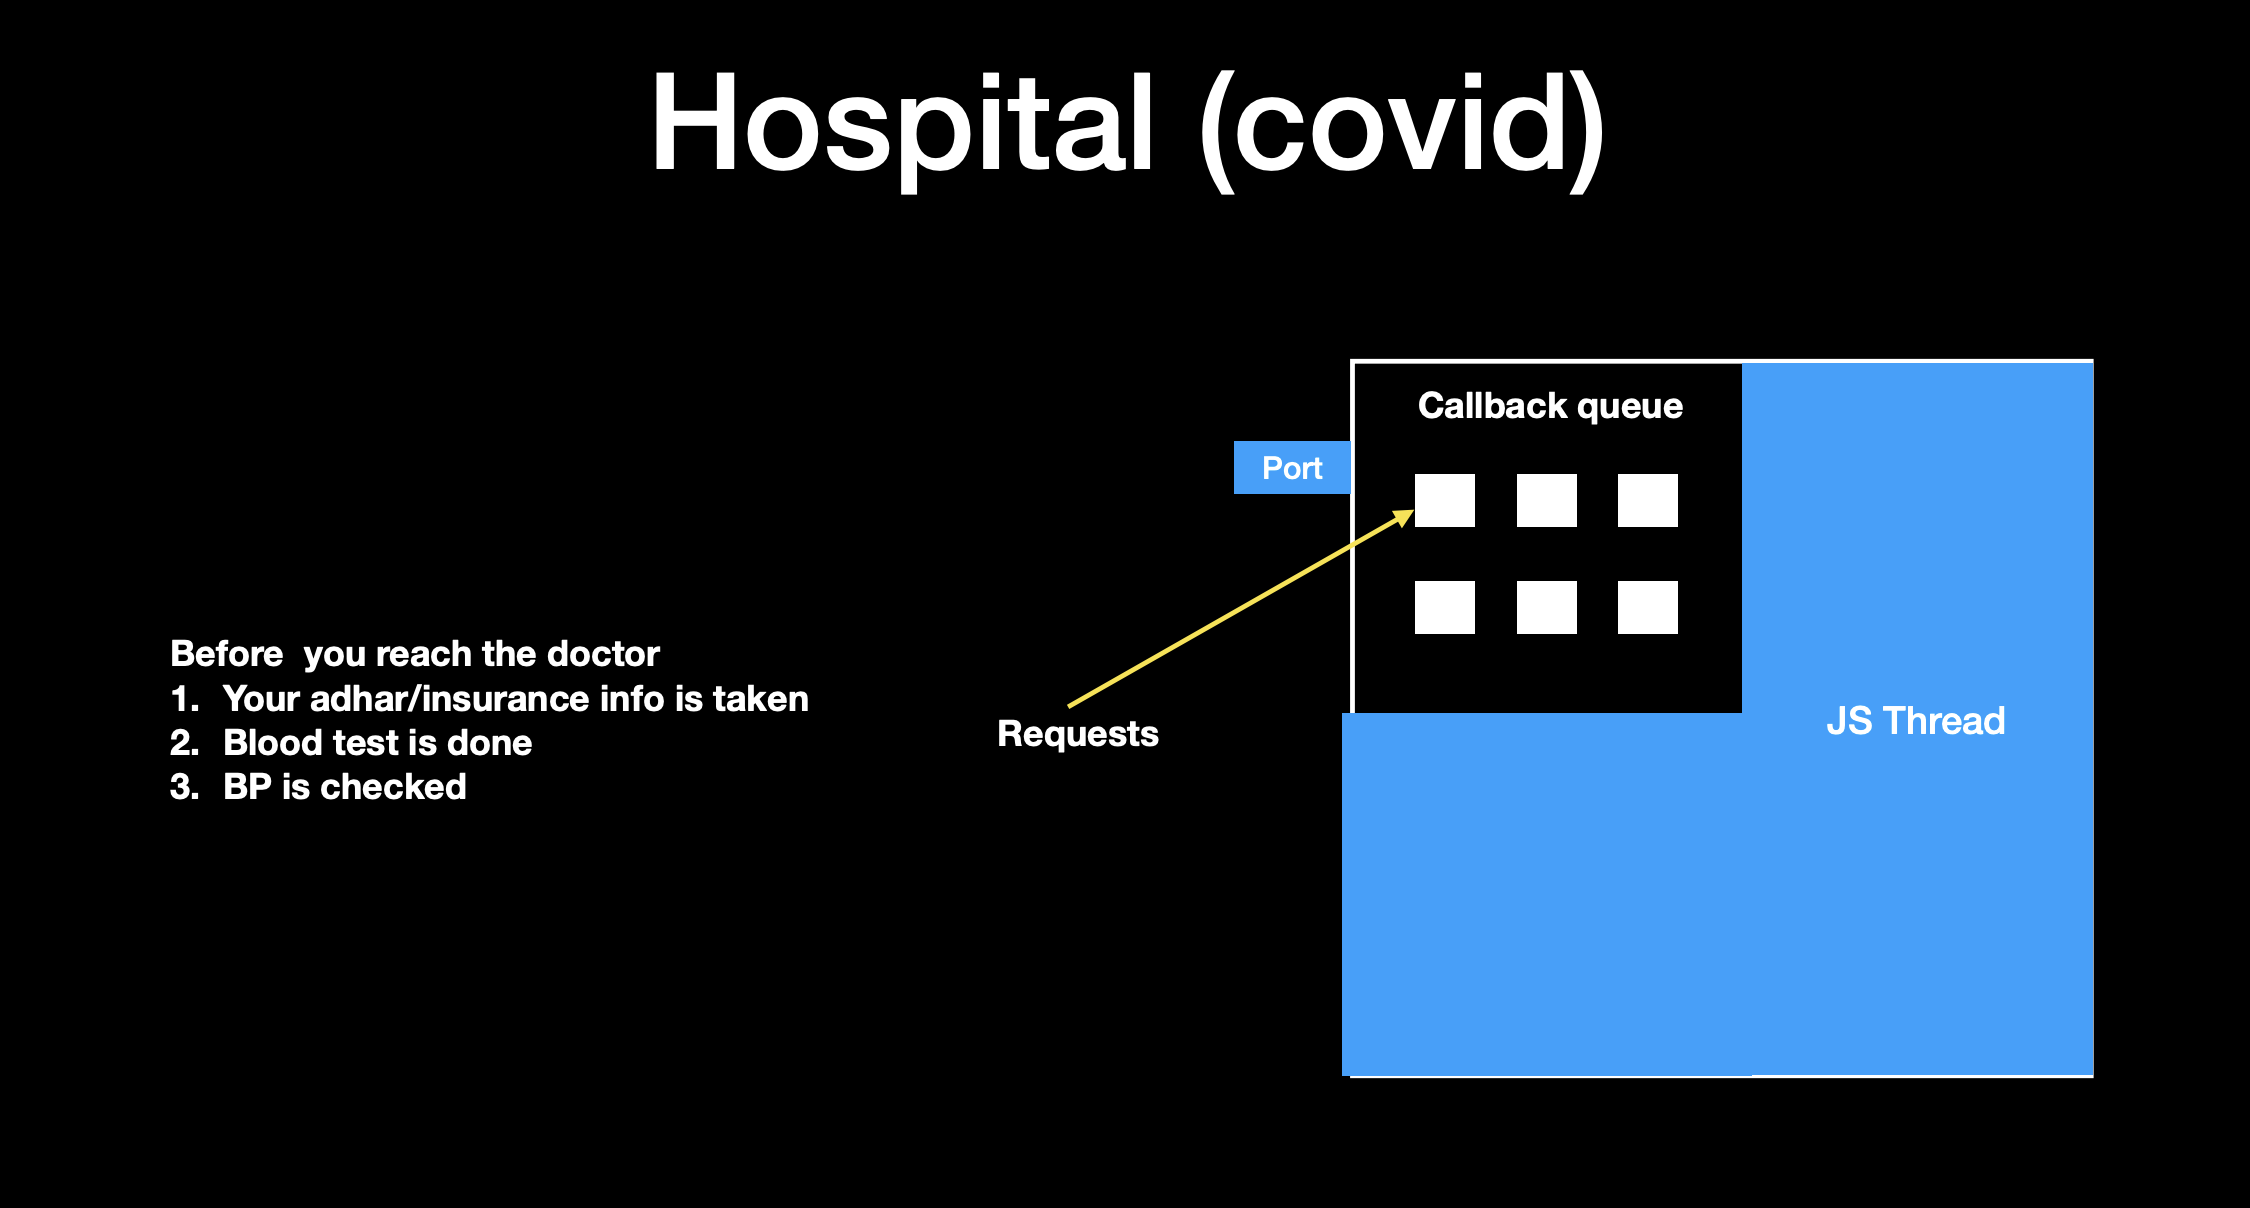 Hospital (covid)
Callback queue
Port
Before  you reach the doctor
1. Your adhar/insurance info is taken
2. Blood test is done
3. BP is checked
Requests
JS Thread